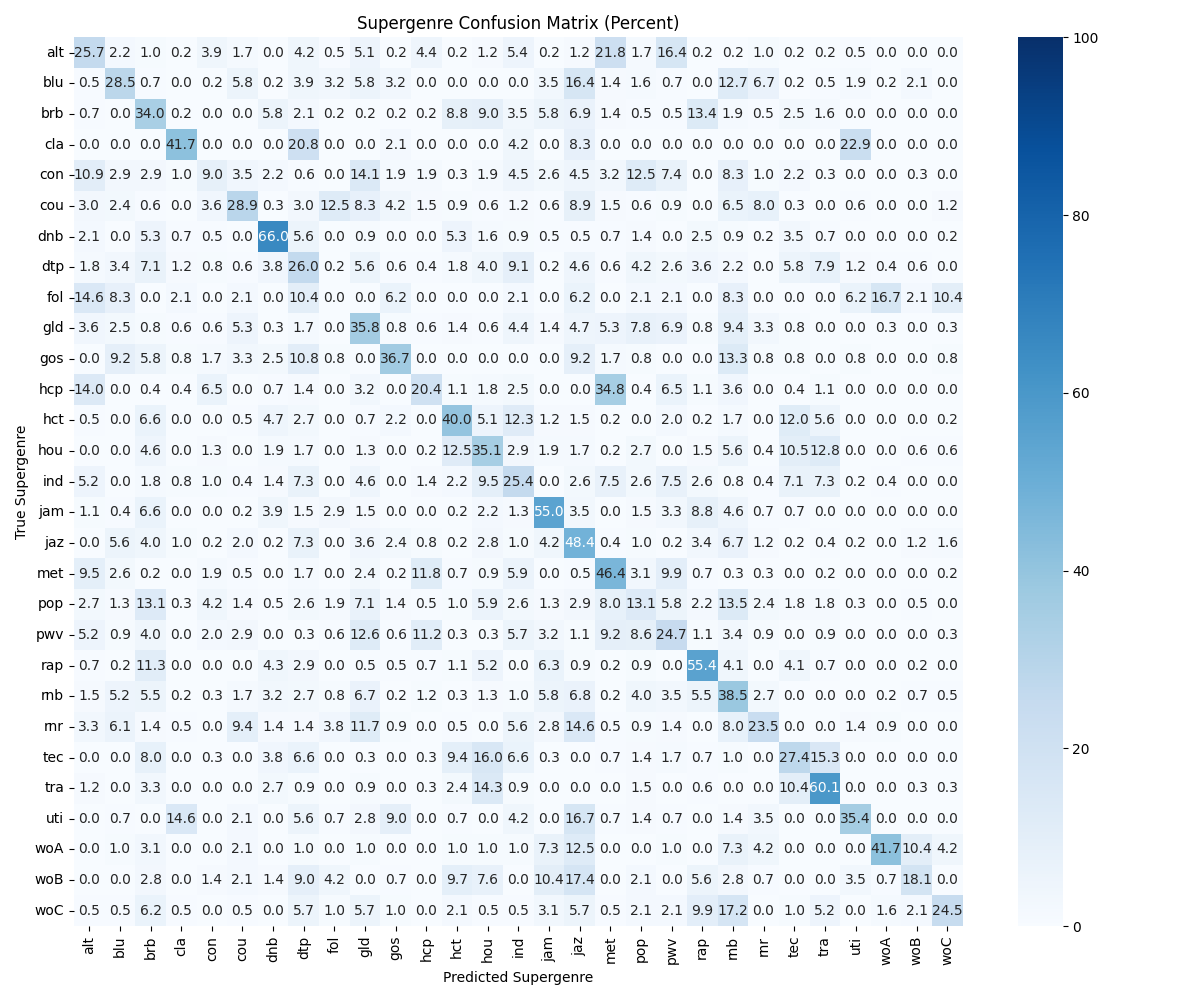 Supergenre Confusion Matrix (Percent)
True Supergenre
alt 25.7 2.2 1.0 0.2 3.9 1.7 0.0 4.2 0.5 5.1 0.2 4.4 0.2 1.2 5.4 0.2 1.2 21.8 1.7 16.4 0.2 0.2 1.0 0.2 0.2 0.5 0.0 0.0 0.0
blu 0.5 28.5 0.7 0.0 0.2 5.8 0.2 3.9 3.2 5.8 3.2 0.0 0.0 0.0 0.0 3.5 16.4 1.4 1.6 0.7 0.0 12.7 6.7 0.2 0.5 1.9 0.2 2.1 0.0
brb 0.7 0.0 34.0 0.2 0.0 0.0 5.8 2.1 0.2 0.2 0.2 0.2 8.8 9.0 3.5 5.8 6.9 1.4 0.5 0.5 13.4 1.9 0.5 2.5 1.6 0.0 0.0 0.0 0.0
cla 0.0 0.0 0.0 41.7 0.0 0.0 0.0 20.8 0.0 0.0 2.1 0.0 0.0 0.0 4.2 0.0 8.3 0.0 0.0 0.0 0.0 0.0 0.0 0.0 0.0 22.9 0.0 0.0 0.0
con 10.9 2.9 2.9 1.0 9.0 3.5 2.2 0.6 0.0 14.1 1.9 1.9 0.3 1.9 4.5 2.6 4.5 3.2 12.5 7.4 0.0 8.3 1.0 2.2 0.3 0.0 0.0 0.3 0.0
cou 3.0 2.4 0.6 0.0 3.6 28.9 0.3 3.0 12.5 8.3 4.2 1.5 0.9 0.6 1.2 0.6 8.9 1.5 0.6 0.9 0.0 6.5 8.0 0.3 0.0 0.6 0.0 0.0 1.2
dnb 2.1 0.0 5.3 0.7 0.5 0.0 66.0 5.6 0.0 0.9 0.0 0.0 5.3 1.6 0.9 0.5 0.5 0.7 1.4 0.0 2.5 0.9 0.2 3.5 0.7 0.0 0.0 0.0 0.2
dtp 1.8 3.4 7.1 1.2 0.8 0.6 3.8 26.0 0.2 5.6 0.6 0.4 1.8 4.0 9.1 0.2 4.6 0.6 4.2 2.6 3.6 2.2 0.0 5.8 7.9 1.2 0.4 0.6 0.0
fol 14.6 8.3 0.0 2.1 0.0 2.1 0.0 10.4 0.0 0.0 6.2 0.0 0.0 0.0 2.1 0.0 6.2 0.0 2.1 2.1 0.0 8.3 0.0 0.0 0.0 6.2 16.7 2.1 10.4
gld 3.6 2.5 0.8 0.6 0.6 5.3 0.3 1.7 0.0 35.8 0.8 0.6 1.4 0.6 4.4 1.4 4.7 5.3 7.8 6.9 0.8 9.4 3.3 0.8 0.0 0.0 0.3 0.0 0.3
gos 0.0 9.2 5.8 0.8 1.7 3.3 2.5 10.8 0.8 0.0 36.7 0.0 0.0 0.0 0.0 0.0 9.2 1.7 0.8 0.0 0.0 13.3 0.8 0.8 0.0 0.8 0.0 0.0 0.8
hcp 14.0 0.0 0.4 0.4 6.5 0.0 0.7 1.4 0.0 3.2 0.0 20.4 1.1 1.8 2.5 0.0 0.0 34.8 0.4 6.5 1.1 3.6 0.0 0.4 1.1 0.0 0.0 0.0 0.0
hct 0.5 0.0 6.6 0.0 0.0 0.0 4.7 2.7 0.0 0.7 2.2 0.0 40.0 5.1 12.3 1.2 1.5 0.2 0.0 2.0 0.2 1.7 0.0 12.0 5.6 0.0 0.0 0.0 0.2
hou 0.0 0.0 4.6 0.0 1.3 0.0 1.9 1.7 0.0 1.3 0.0 0.2 12.5 35.1 2.9 1.9 1.7 0.2 2.7 0.0 1.5 5.6 0.4 10.5 12.8 0.0 0.0 0.6 0.6
ind 5.2 0.0 1.8 0.8 1.0 0.4 1.4 7.3 0.0 4.6 0.0 1.4 2.2 9.5 25.4 0.0 2.6 7.5 2.6 7.5 2.6 0.8 0.4 7.1 7.3 0.2 0.4 0.0 0.0
jam 1.1 0.4 6.6 0.0 0.0 0.2 3.9 1.5 2.9 1.5 0.0 0.0 0.2 2.2 1.3 55.0 3.5 0.0 1.5 3.3 8.8 4.6 0.7 0.7 0.0 0.0 0.0 0.0 0.0
jaz 0.0 5.6 4.0 1.0 0.2 2.0 0.2 7.3 0.0 3.6 2.4 0.8 0.2 2.8 1.0 4.2 48.4 0.4 1.0 0.2 3.4 6.7 1.2 0.2 0.4 0.2 0.0 1.2 1.6
met 9.5 2.6 0.2 0.0 1.9 0.5 0.0 1.7 0.0 2.4 0.2 11.8 0.7 0.9 5.9 0.0 0.5 46.4 3.1 9.9 0.7 0.3 0.3 0.0 0.2 0.0 0.0 0.0 0.2
pop 2.7 1.3 13.1 0.3 4.2 1.4 0.5 2.6 1.9 7.1 1.4 0.5 1.0 5.9 2.6 1.3 2.9 8.0 13.1 5.8 2.2 13.5 2.4 1.8 1.8 0.3 0.0 0.5 0.0
pwv 5.2 0.9 4.0 0.0 2.0 2.9 0.0 0.3 0.6 12.6 0.6 11.2 0.3 0.3 5.7 3.2 1.1 9.2 8.6 24.7 1.1 3.4 0.9 0.0 0.9 0.0 0.0 0.0 0.3
rap 0.7 0.2 11.3 0.0 0.0 0.0 4.3 2.9 0.0 0.5 0.5 0.7 1.1 5.2 0.0 6.3 0.9 0.2 0.9 0.0 55.4 4.1 0.0 4.1 0.7 0.0 0.0 0.2 0.0
rnb 1.5 5.2 5.5 0.2 0.3 1.7 3.2 2.7 0.8 6.7 0.2 1.2 0.3 1.3 1.0 5.8 6.8 0.2 4.0 3.5 5.5 38.5 2.7 0.0 0.0 0.0 0.2 0.7 0.5
rnr 3.3 6.1 1.4 0.5 0.0 9.4 1.4 1.4 3.8 11.7 0.9 0.0 0.5 0.0 5.6 2.8 14.6 0.5 0.9 1.4 0.0 8.0 23.5 0.0 0.0 1.4 0.9 0.0 0.0
tec 0.0 0.0 8.0 0.0 0.3 0.0 3.8 6.6 0.0 0.3 0.0 0.3 9.4 16.0 6.6 0.3 0.0 0.7 1.4 1.7 0.7 1.0 0.0 27.4 15.3 0.0 0.0 0.0 0.0
tra 1.2 0.0 3.3 0.0 0.0 0.0 2.7 0.9 0.0 0.9 0.0 0.3 2.4 14.3 0.9 0.0 0.0 0.0 1.5 0.0 0.6 0.0 0.0 10.4 60.1 0.0 0.0 0.3 0.3
uti 0.0 0.7 0.0 14.6 0.0 2.1 0.0 5.6 0.7 2.8 9.0 0.0 0.7 0.0 4.2 0.0 16.7 0.7 1.4 0.7 0.0 1.4 3.5 0.0 0.0 35.4 0.0 0.0 0.0
woA 0.0 1.0 3.1 0.0 0.0 2.1 0.0 1.0 0.0 1.0 0.0 0.0 1.0 1.0 1.0 7.3 12.5 0.0 0.0 1.0 0.0 7.3 4.2 0.0 0.0 0.0 41.7 10.4 4.2
woB 0.0 0.0 2.8 0.0 1.4 2.1 1.4 9.0 4.2 0.0 0.7 0.0 9.7 7.6 0.0 10.4 17.4 0.0 2.1 0.0 5.6 2.8 0.7 0.0 0.0 3.5 0.7 18.1 0.0
woC 0.5 0.5 6.2 0.5 0.0 0.5 0.0 5.7 1.0 5.7 1.0 0.0 2.1 0.5 0.5 3.1 5.7 0.5 2.1 2.1 9.9 17.2 0.0 1.0 5.2 0.0 1.6 2.1 24.5
alt blu brb cla con cou dnb dtp fol gld gos hcp hct hou ind jam jaz met pop pwv rap rnb rnr tec tra uti woA woB woC
Predicted Supergenre
100
80
60
40
20
0